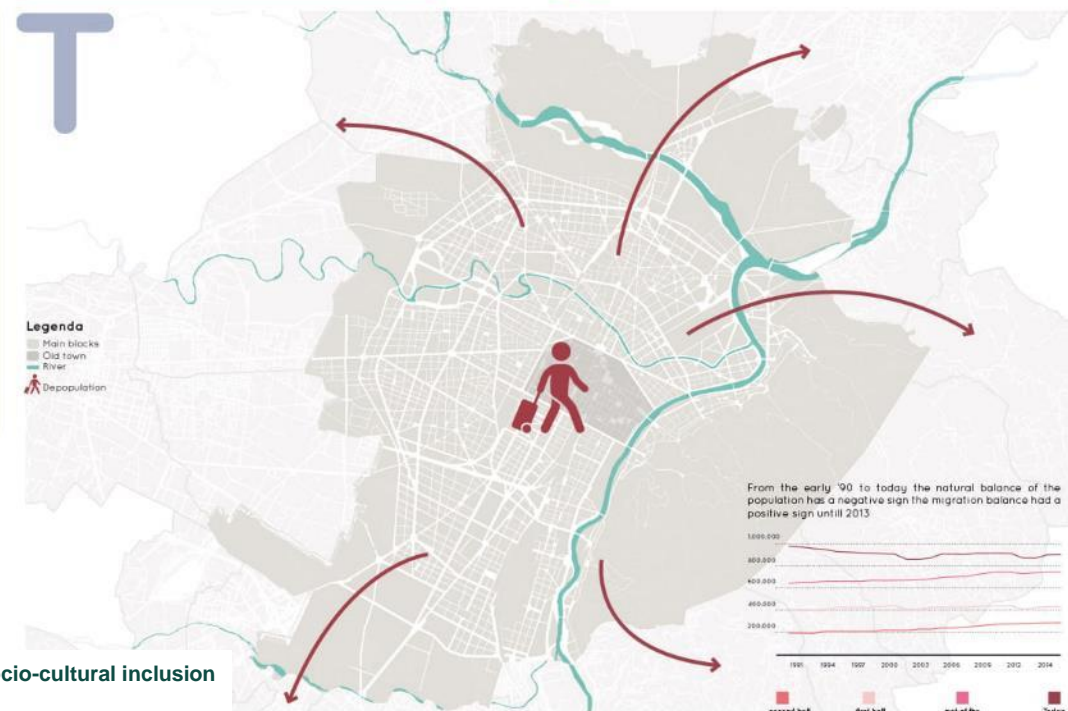 T
Legenda
Main blocks
Old town
River
Depopulation
From the early '90 to today the natural balance of the
population has a negative sign the migration balance had a
positive sign untill 2013
1.000.000
800.000
600.000
400.000
200.000
1991 1994 1997 2000 2003 2006 2009 2012 2014
cio-cultural inclusion